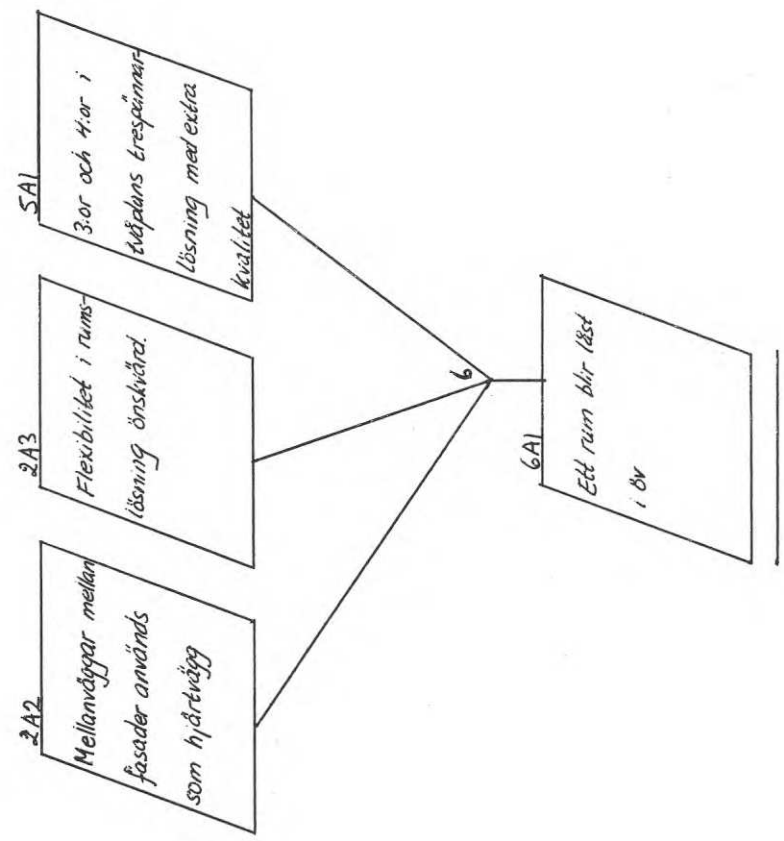 2A2
Mellanväggar mellan
fasader används
som hjärtvägg
2A3
Flexibilitet i rums-
lösning önskvärd.
5A1
3:or och 4:or i
tvåplans trespännar-
lösning med extra
kvalitet
6
6A1
Ett rum blir låst
i öv